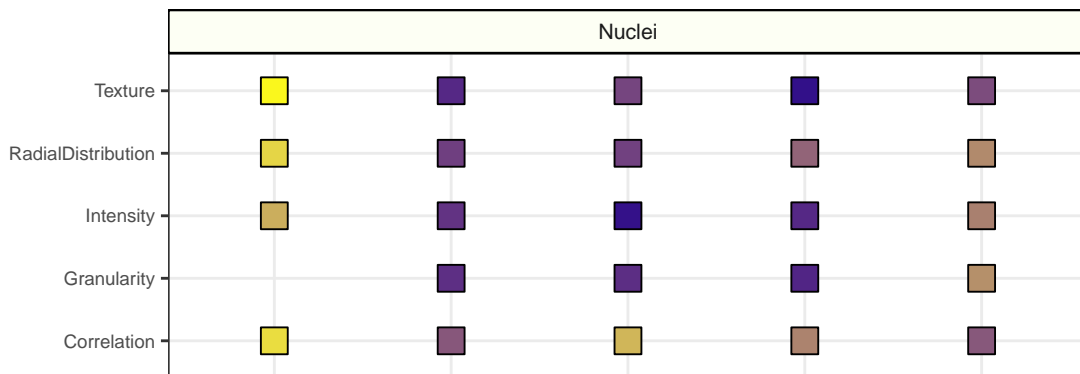 Nuclei
Texture
RadialDistribution
Intensity
Granularity
Correlation